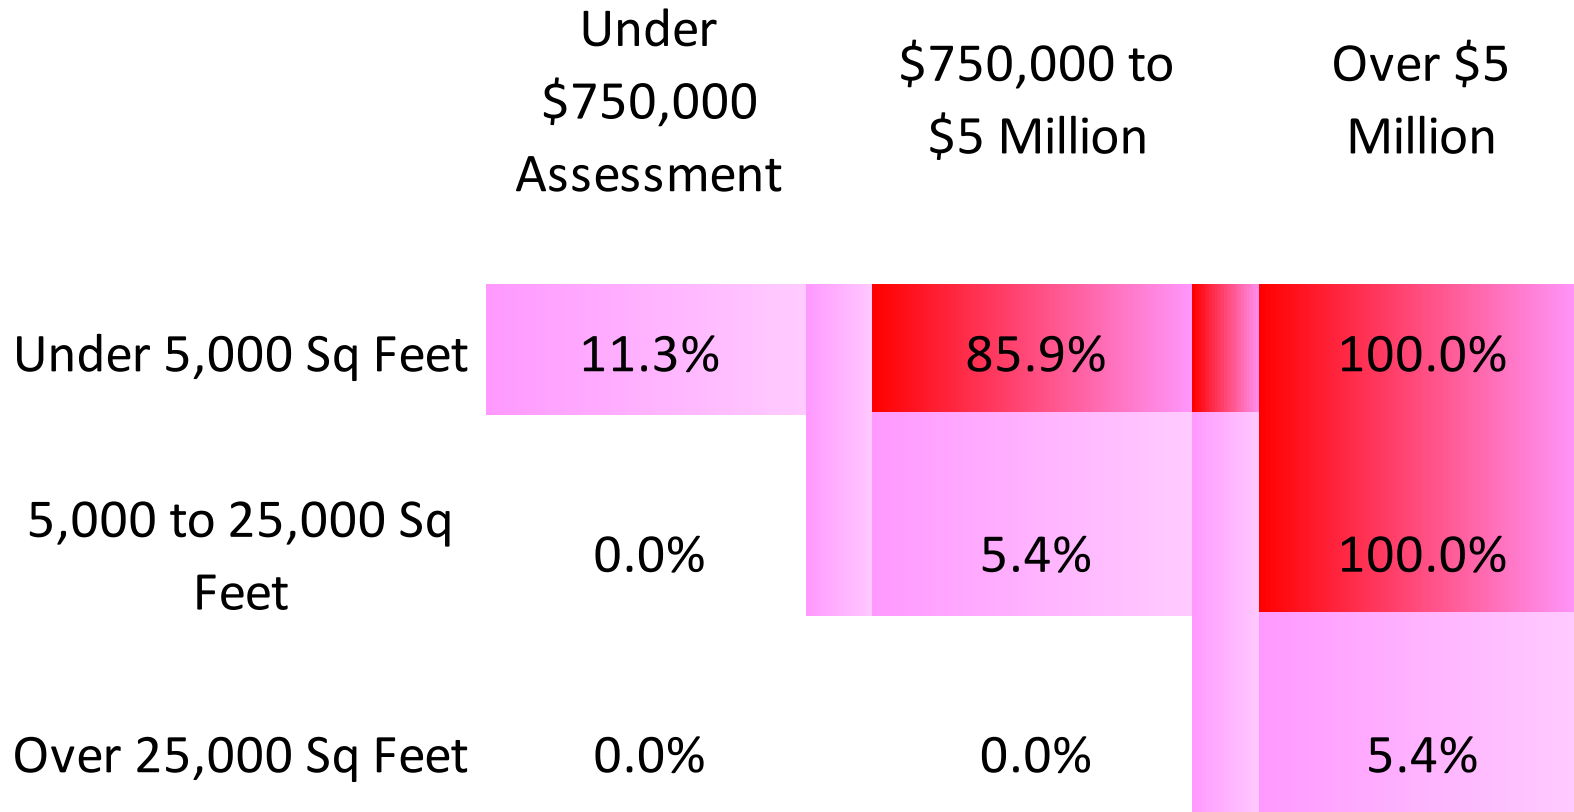 Under
$750,000
Assessment
$750,000 to
$5 Million
Over $5
Million
Under 5,000 Sq Feet 11.3% 85.9% 100.0%
5,000 to 25,000 Sq
Feet
0.0% 5.4% 100.0%
Over 25,000 Sq Feet 0.0% 0.0% 5.4%